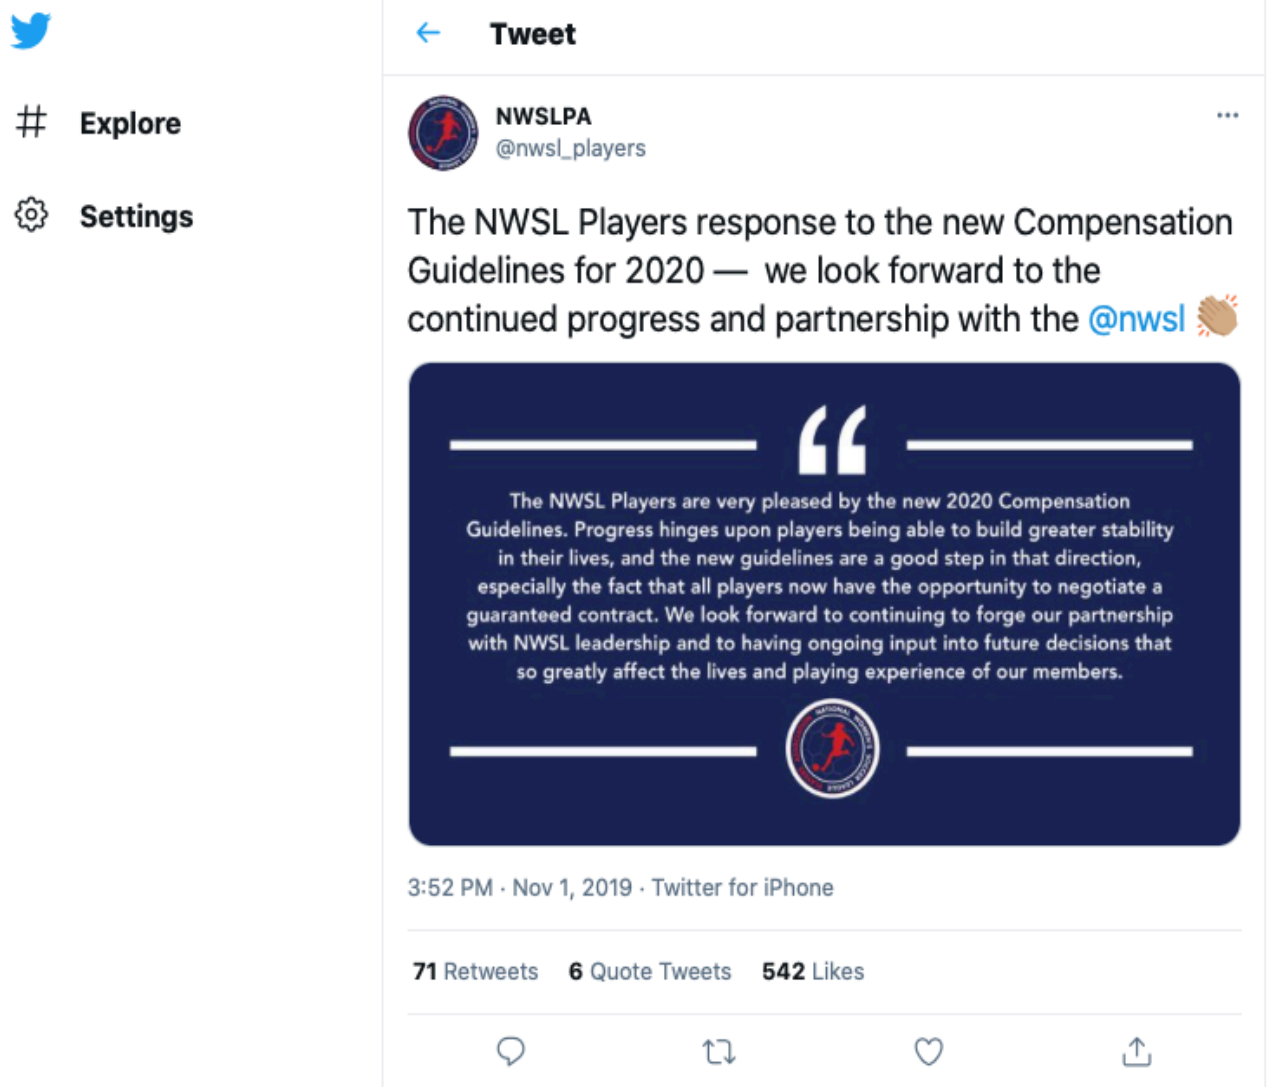 Tweet
Explore
Settings
NWSLPA
@nwsl_players
The NWSL Players response to the new Compensation
Guidelines for 2020 — we look forward to the
continued progress and partnership with the @nwsl 👏🏽
The NWSL Players are very pleased by the new 2020 Compensation
Guidelines. Progress hinges upon players being able to build greater stability
in their lives, and the new guidelines are a good step in that direction,
especially the fact that all players now have the opportunity to negotiate a
guaranteed contract. We look forward to continuing to forge our partnership
with NWSL leadership and to having ongoing input into future decisions that
so greatly affect the lives and playing experience of our members.
NATIONAL WOMEN'S SOCCER LEAGUE
3:52 PM · Nov 1, 2019 · Twitter for iPhone
71 Retweets 6 Quote Tweets 542 Likes